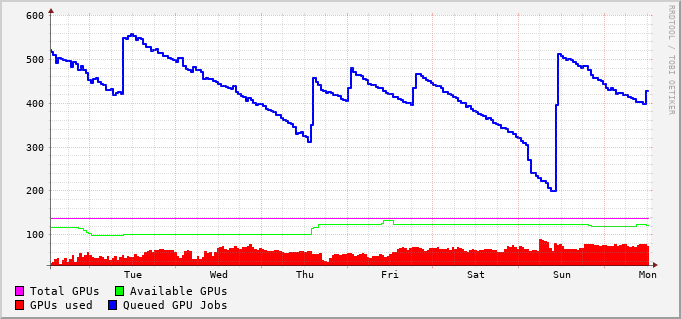 600
500
400
300
200
100
Tue Wed Thu Fri Sat Sun Mon
Total GPUs Available GPUs
GPUs used Queued GPU Jobs
RRDTOOL / TOBI OETIKER